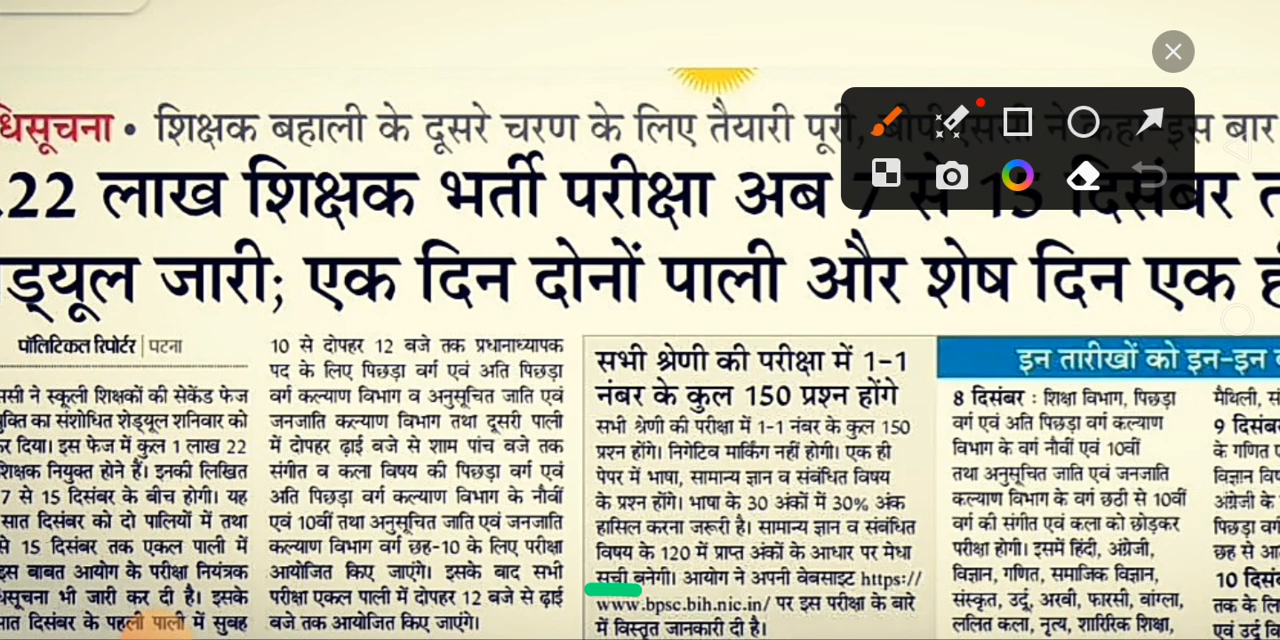 धिसूचना • शिक्षक बहाली के दूसरे चरण के लिए तैयारी पूरी, बीपीएससी ने कहा- इस बार
.22 लाख शिक्षक भर्ती परीक्षा अब 7 से 15 दिसंबर त
ड्यूल जारी; एक दिन दोनों पाली और शेष दिन एक ह
पॉलिटिकल रिपोर्टर | पटना
ससी ने स्कूली शिक्षकों की सेकेंड फेज
युक्ति का संशोधित शेड्यूल शनिवार को
र दिया। इस फेज में कुल 1 लाख 22
शिक्षक नियुक्त होने हैं। इनकी लिखित
7 से 15 दिसंबर के बीच होगी। यह
सात दिसंबर को दो पालियों में तथा
से 15 दिसंबर तक एकल पाली में
इस बाबत आयोग के परीक्षा नियंत्रक
धसूचना भी जारी कर दी है। इसके
सात दिसंबर के पहली पाली में सुबह
10 से दोपहर 12 बजे तक प्रधानाध्यापक
पद के लिए पिछड़ा वर्ग एवं अति पिछड़ा
वर्ग कल्याण विभाग व अनुसूचित जाति एवं
जनजाति कल्याण विभाग तथा दूसरी पाली
में दोपहर ढ़ाई बजे से शाम पांच बजे तक
संगीत व कला विषय की पिछड़ा वर्ग एवं
अति पिछड़ा वर्ग कल्याण विभाग के नौवीं
एवं 10वीं तथा अनुसूचित जाति एवं जनजाति
कल्याण विभाग वर्ग छह-10 के लिए परीक्षा
आयोजित किए जाएंगे। इसके बाद सभी
परीक्षा एकल पाली में दोपहर 12 बजे से ढ़ाई
बजे तक आयोजित किए जाएंगे।
सभी श्रेणी की परीक्षा में 1-1
नंबर के कुल 150 प्रश्न होंगे
सभी श्रेणी की परीक्षा में 1-1 नंबर के कुल 150
प्रश्न होंगे। निगेटिव मार्किंग नहीं होगी। एक ही
पेपर में भाषा, सामान्य ज्ञान व संबंधित विषय
के प्रश्न होंगे। भाषा के 30 अंकों में 30% अंक
हासिल करना जरूरी है। सामान्य ज्ञान व संबंधित
विषय के 120 में प्राप्त अंकों के आधार पर मेधा
सूची बनेगी। आयोग ने अपनी वेबसाइट https://
www.bpsc.bih.nic.in/ पर इस परीक्षा के बारे
में विस्तृत जानकारी दी है।
इन तारीखों को इन-इन
8 दिसंबर : शिक्षा विभाग, पिछड़ा
वर्ग एवं अति पिछड़ा वर्ग कल्याण
विभाग के वर्ग नौवीं एवं 10वीं
तथा अनुसूचित जाति एवं जनजाति
कल्याण विभाग के वर्ग छठी से 10वीं
वर्ग की संगीत एवं कला को छोड़कर
परीक्षा होगी। इसमें हिंदी, अंग्रेजी,
विज्ञान, गणित, समाजिक विज्ञान,
संस्कृत, उर्दू, अरबी, फारसी, बांग्ला,
ललित कला, नृत्य, शारीरिक शिक्षा,
मैथिली, सं
9 दिसंब
के गणित ए
विज्ञान विष
अंग्रेजी के
पिछड़ा वर्ग
छह से आ
10 दिसं
तक के लि
एवं उर्दू वि